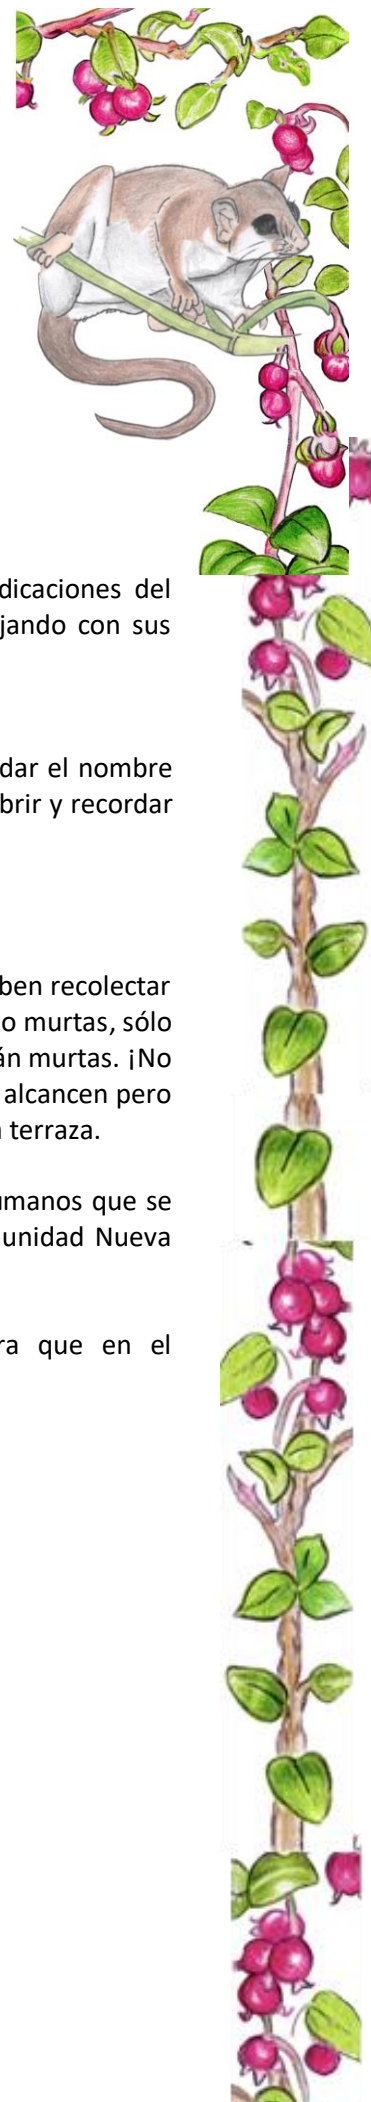 dicaciones del
jando con sus
dar el nombre
brir y recordar
ben recolectar
o murtas, sólo
án murtas. ¡No
alcancen pero
terraza.
umanos que se
unidad Nueva
ra que en el